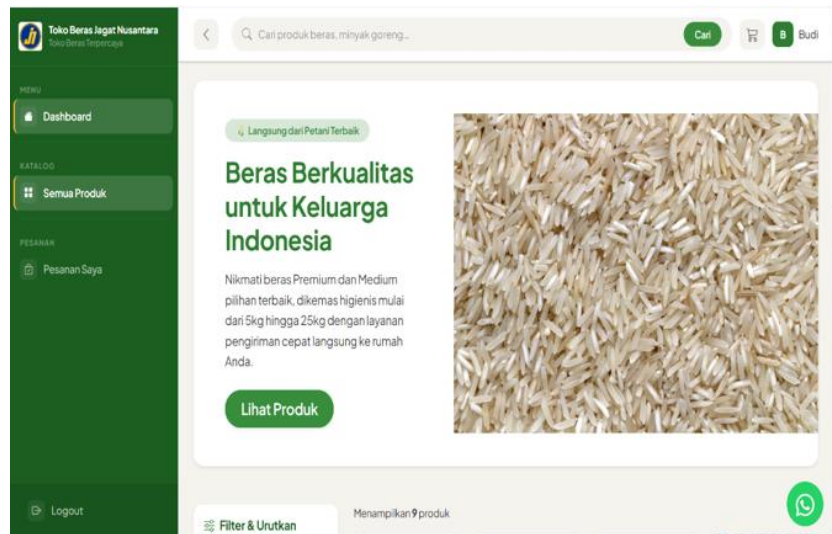 Toko Beras Jagat Nusantara
Toko Beras Terpercaya
Cari produk beras, minyak goreng...
Cari
B
Budi
MENU
Dashboard
KATALOG
Semua Produk
PESANAN
Pesanan Saya
Logout
Langsung dari Petani Terbaik
Beras Berkualitas
untuk Keluarga
Indonesia
Nikmati beras Premium dan Medium
pilihan terbaik, dikemas higienis mulai
dari 5kg hingga 25kg dengan layanan
pengiriman cepat langsung ke rumah
Anda.
Lihat Produk
Filter & Urutkan
Menampilkan 9 produk